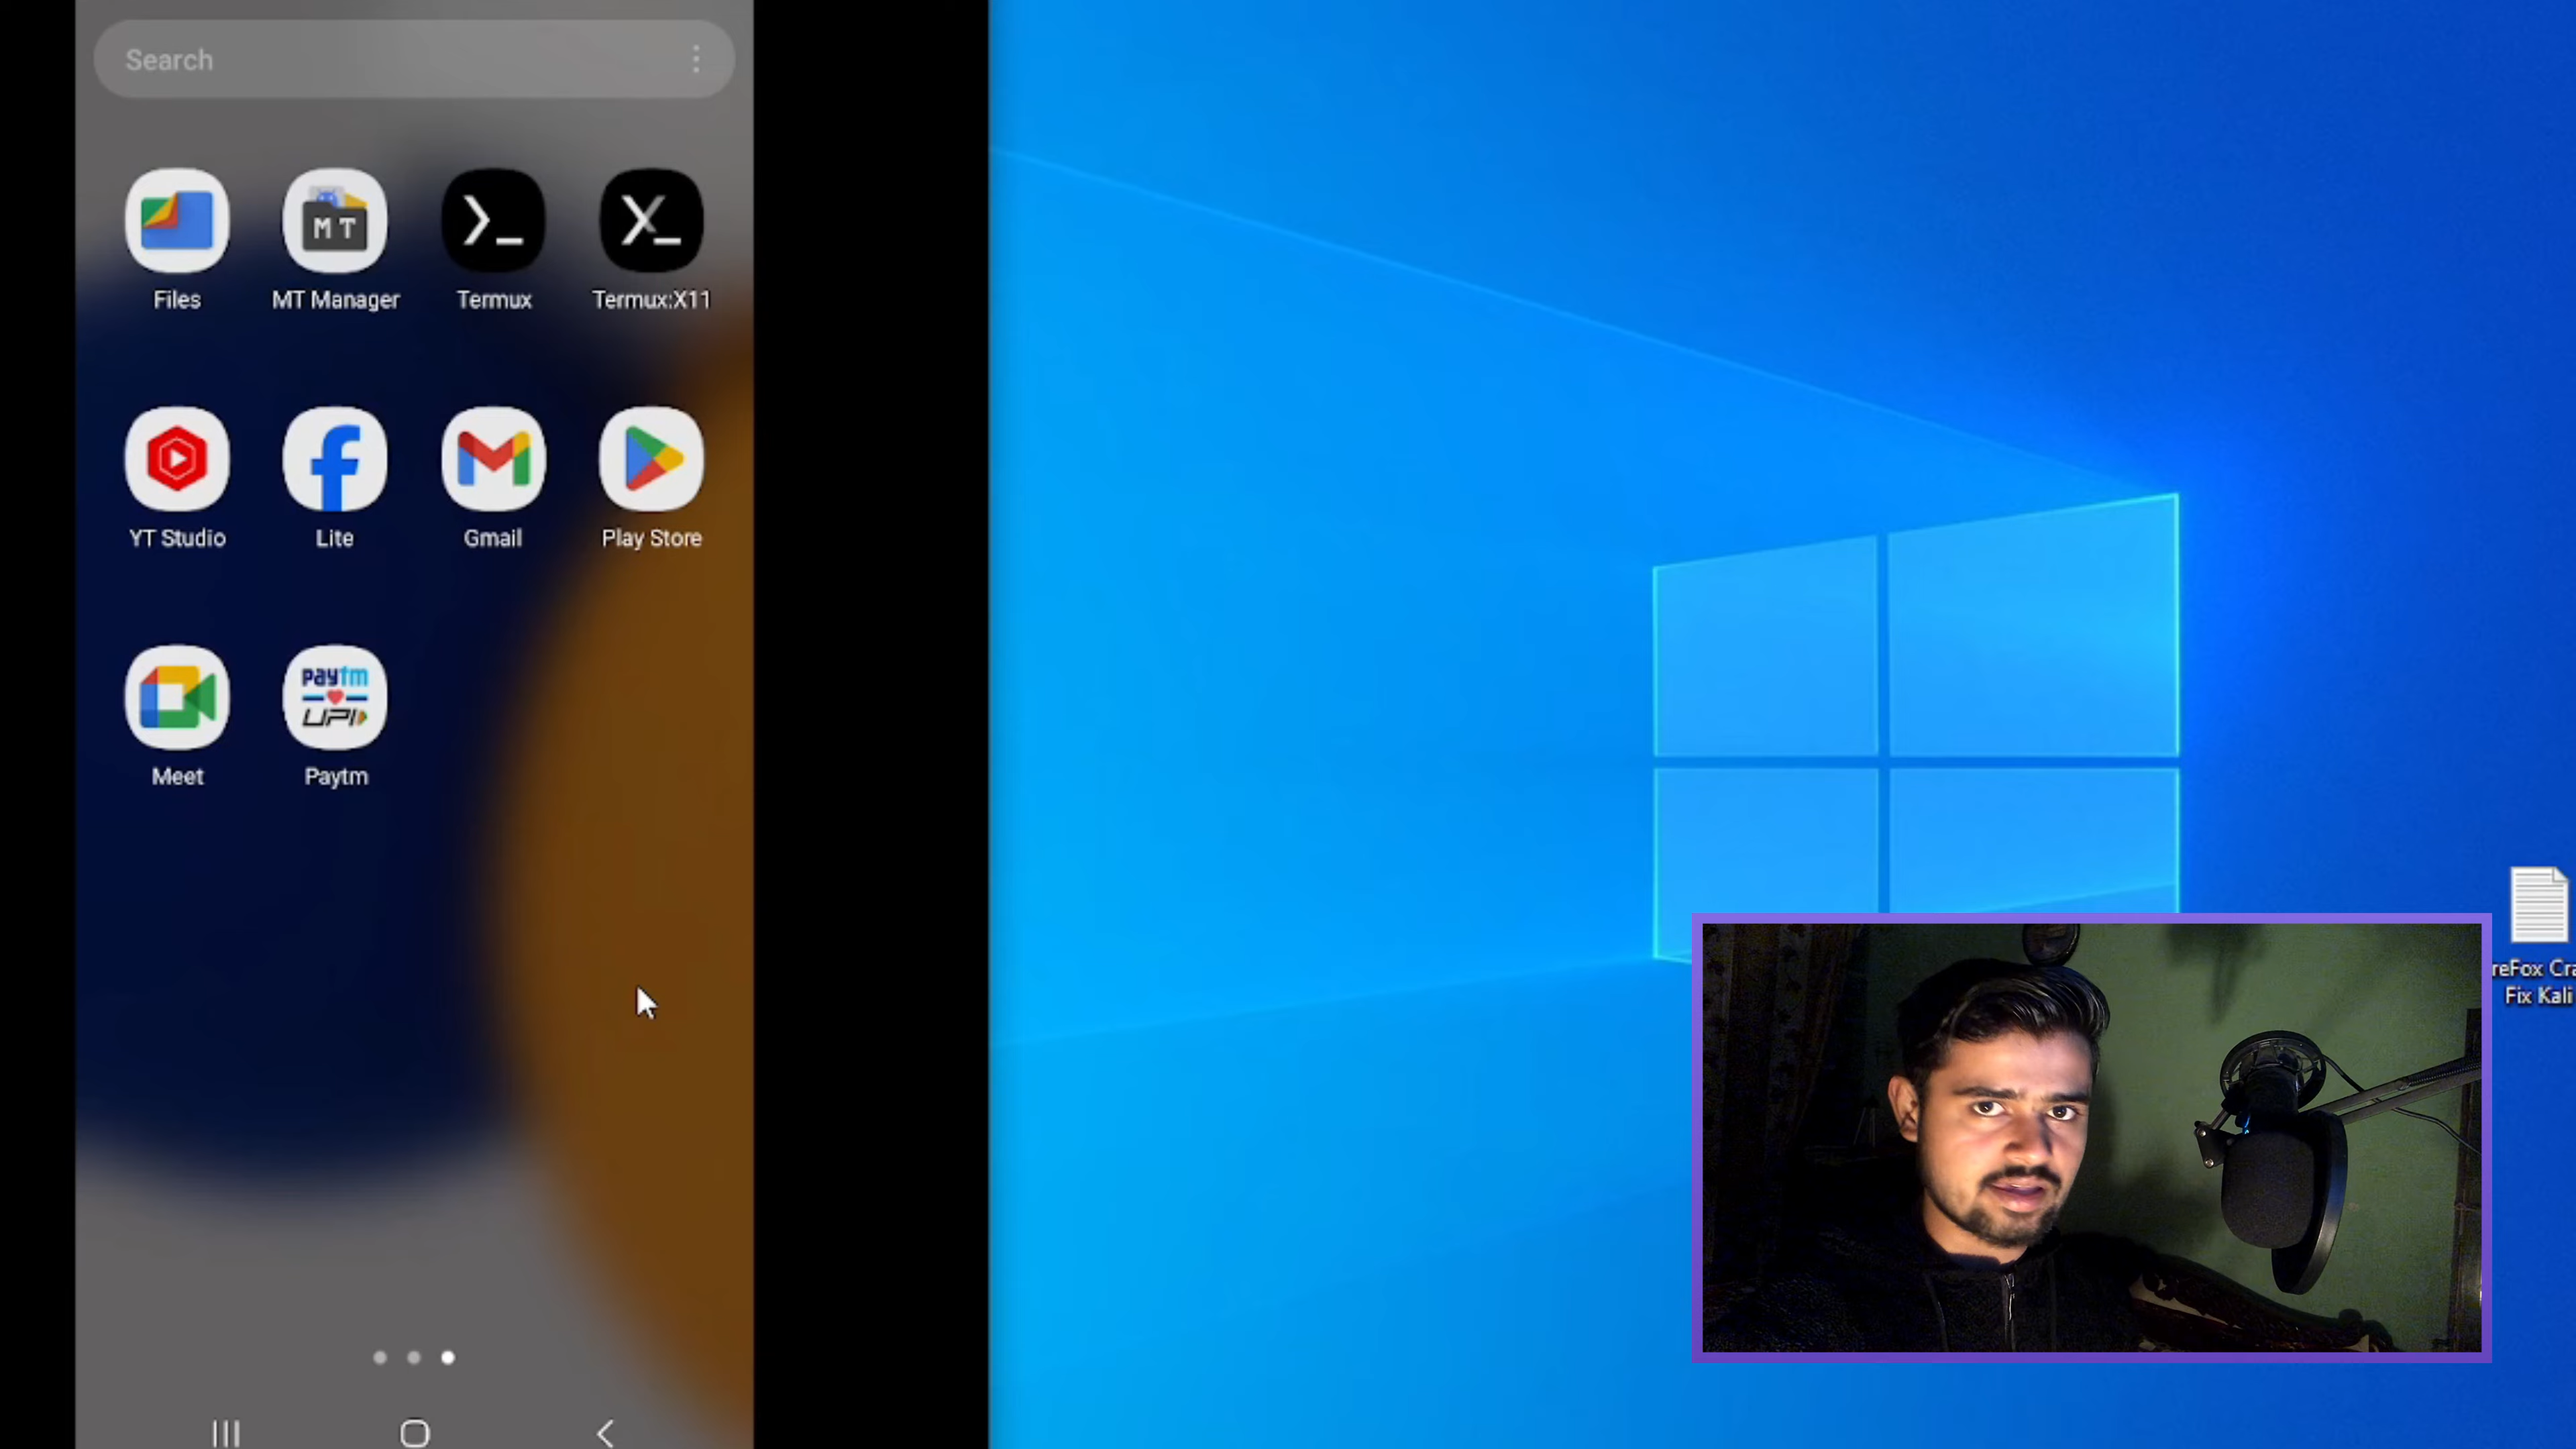 Search
MT
Files MT Manager Termux Termux:X11
YT Studio Lite Gmail Play Store
paytm
UPI
Meet Paytm
reFox Cra
Fix Kali